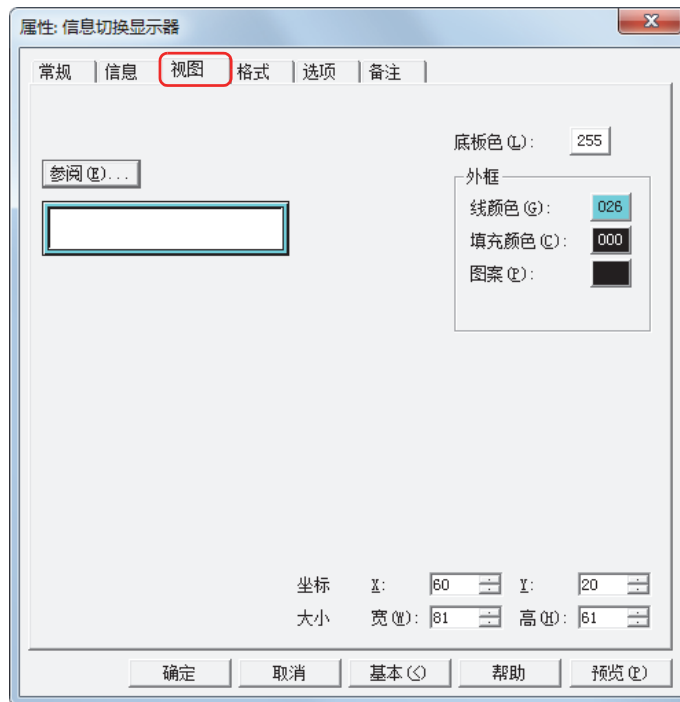 属性: 信息切换显示器
常规 信息 视图 格式 选项 备注
底板色(L): 255
参阅(E)...
外框
线颜色(G): 026
填充颜色(C): 000
图案(P):
坐标 X: 60 Y: 20
大小 宽(W): 81 高(H): 61
确定 取消 基本(<) 帮助 预览(P)